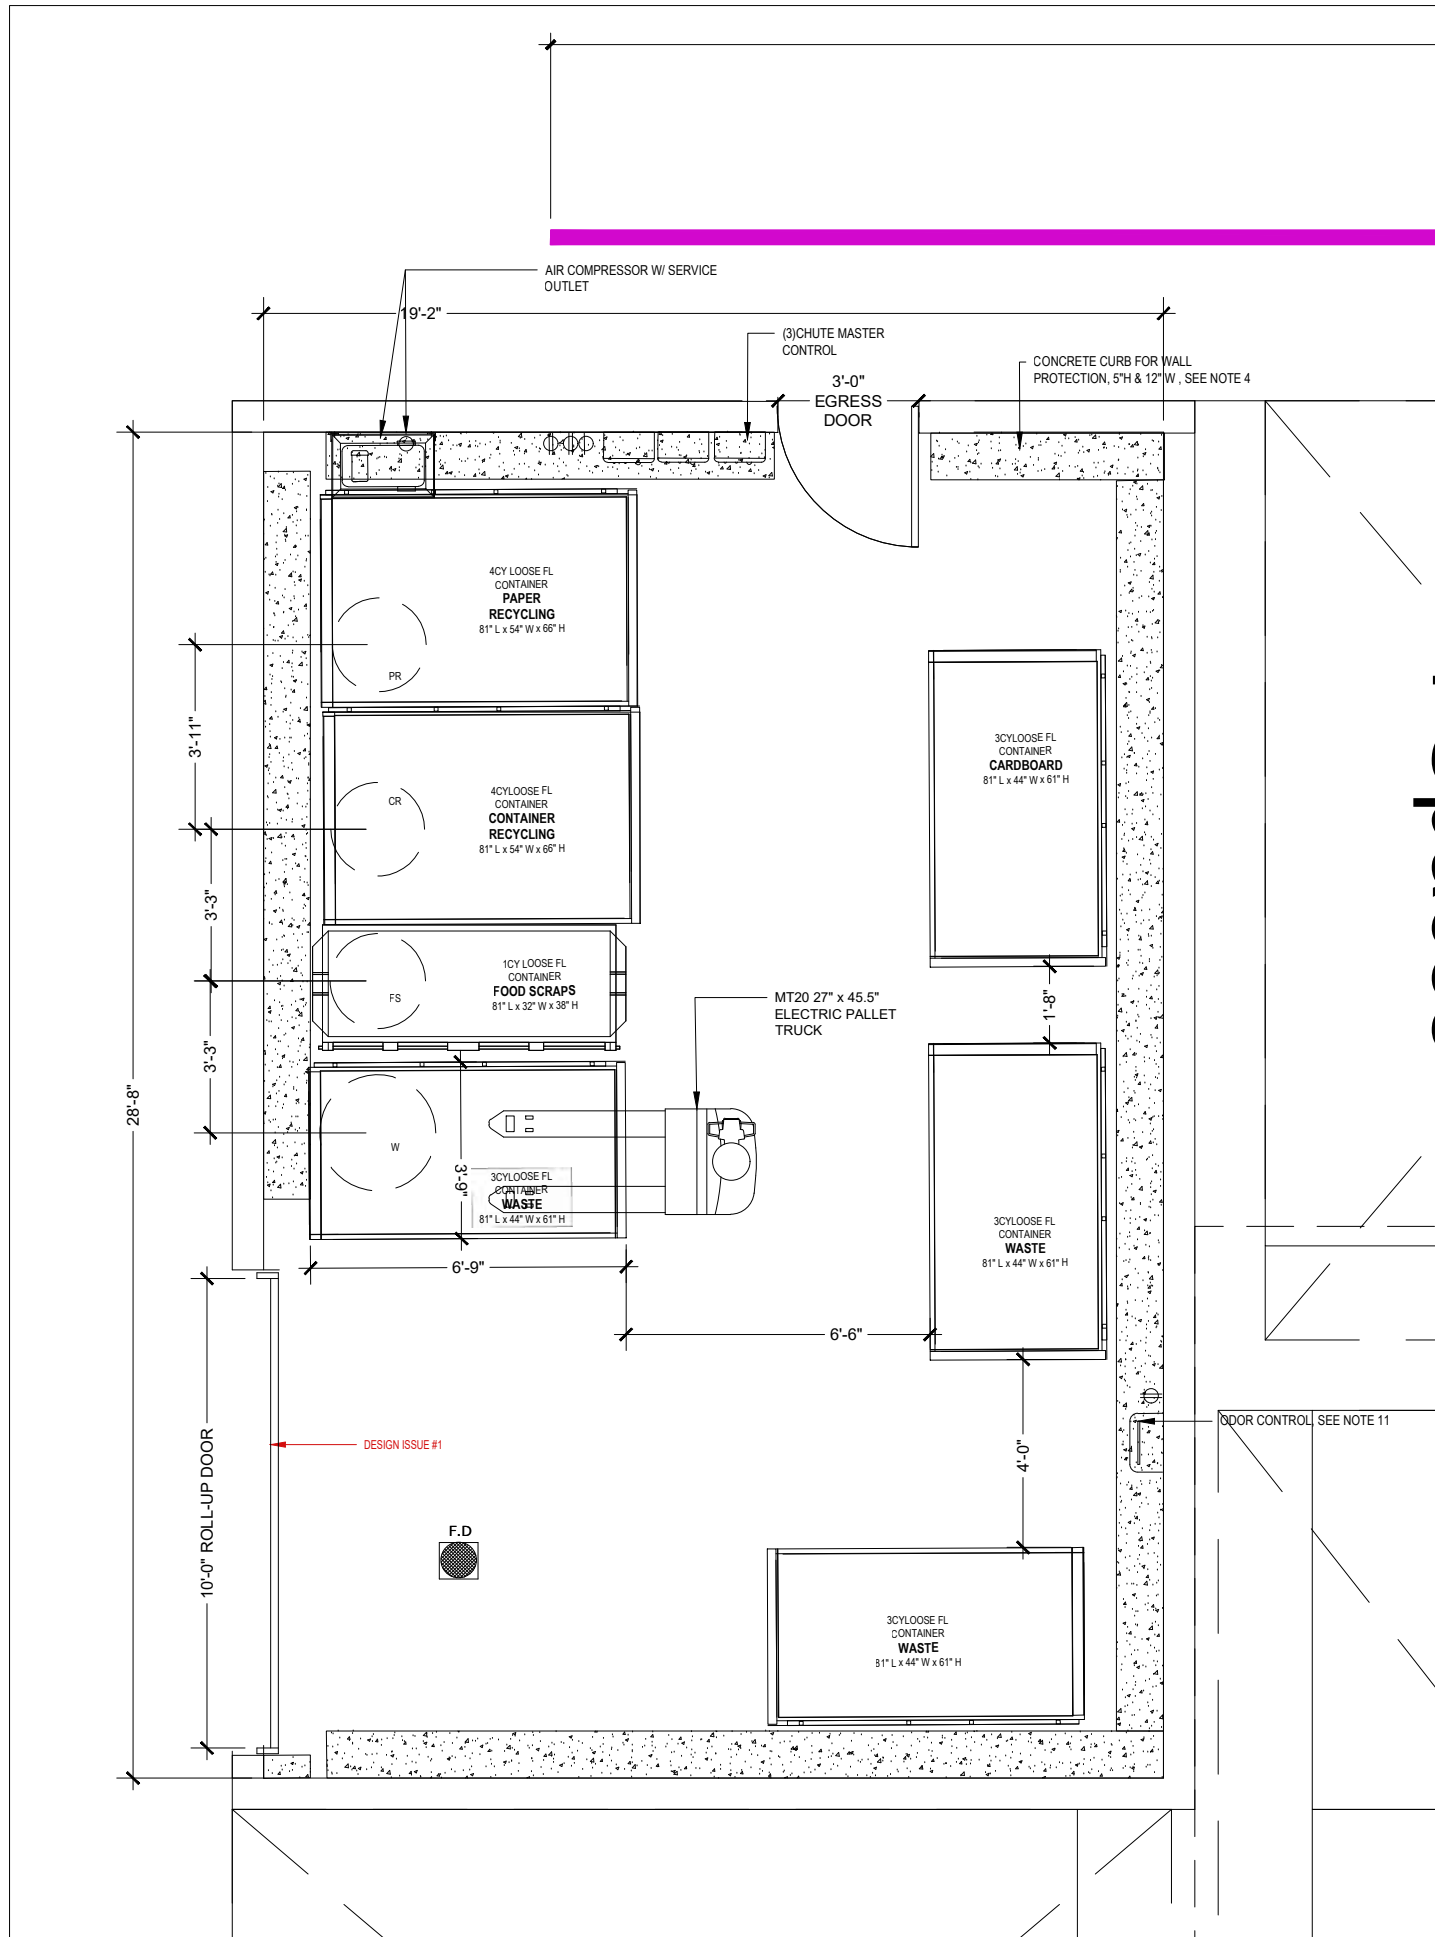 AIR COMPRESSOR W/ SERVICE
OUTLET
19'-2"
(3)CHUTE MASTER
CONTROL
3'-0"
EGRESS
DOOR
CONCRETE CURB FOR WALL
PROTECTION, 5"H & 12" W , SEE NOTE 4
4CY LOOSE FL
CONTAINER
PAPER
RECYCLING
81" L x 54" W x 66" H
PR
3'-11"
4CYLOOSE FL
CONTAINER
CONTAINER
RECYCLING
81" L x 54" W x 66" H
CR
3'-3"
3CYLOOSE FL
CONTAINER
CARDBOARD
81" L x 44" W x 61" H
1CY LOOSE FL
CONTAINER
FOOD SCRAPS
81" L x 32" W x 38" H
FS
3'-3"
MT20 27" x 45.5"
ELECTRIC PALLET
TRUCK
1'-8"
28'-8"
W
3'-9"
3CYLOOSE FL
CONTAINER
WASTE
81" L x 44" W x 61" H
3CYLOOSE FL
CONTAINER
WASTE
81" L x 44" W x 61" H
6'-9"
6'-6"
ODOR CONTROL, SEE NOTE 11
DESIGN ISSUE #1
4'-0"
10'-0" ROLL-UP DOOR
F.D
3CYLOOSE FL
CONTAINER
WASTE
81" L x 44" W x 61" H